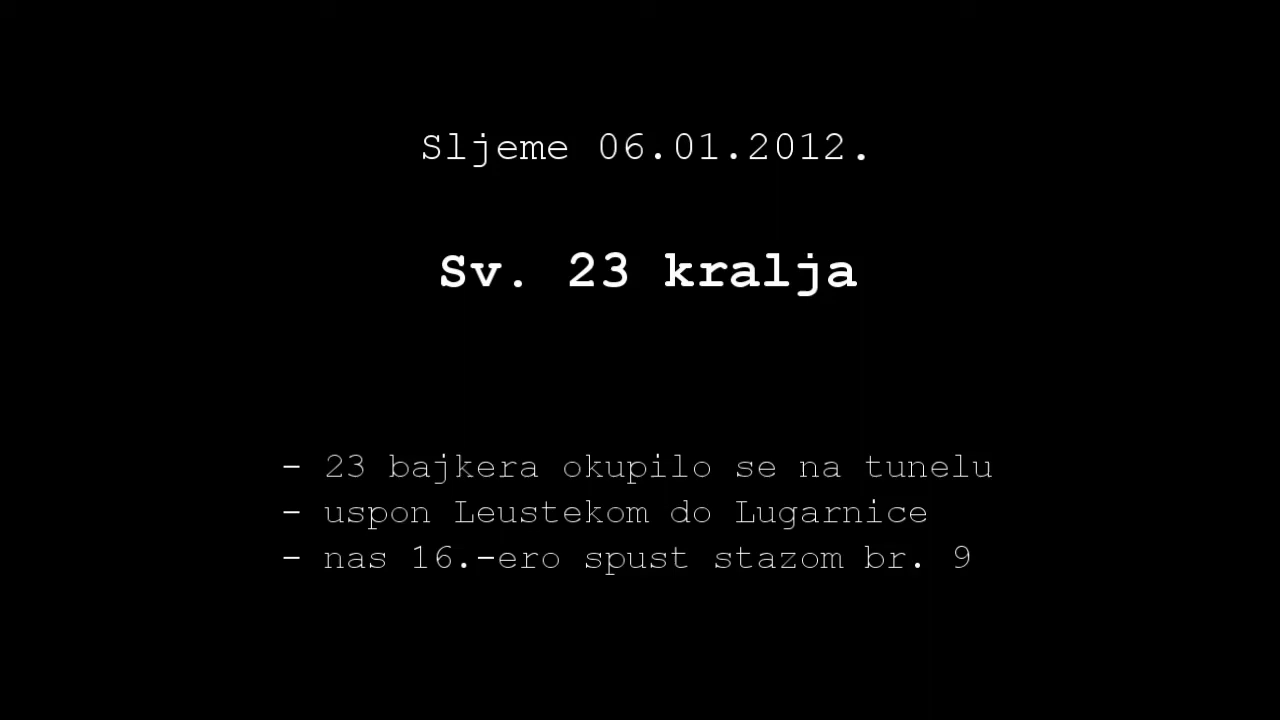 Sljeme 06.01.2012.
Sv. 23 kralja
- 23 bajkera okupilo se na tunelu
- uspon Leustekom do Lugarnice
- nas 16.-ero spust stazom br. 9